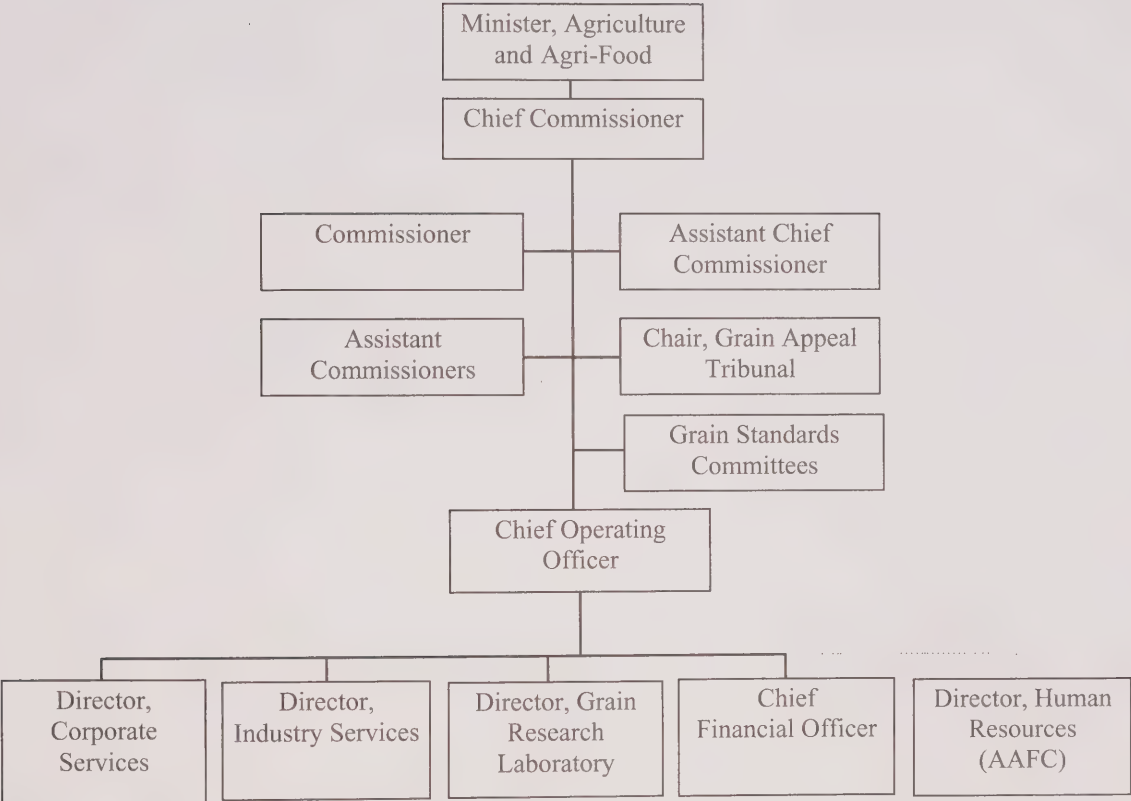 Minister, Agriculture
and Agri-Food
Chief Commissioner
Commissioner
Assistant Chief
Commissioner
Assistant
Commissioners
Chair, Grain Appeal
Tribunal
Grain Standards
Committees
Chief Operating
Officer
Director,
Corporate
Services
Director,
Industry Services
Director, Grain
Research
Laboratory
Chief
Financial Officer
Director, Human
Resources
(AAFC)